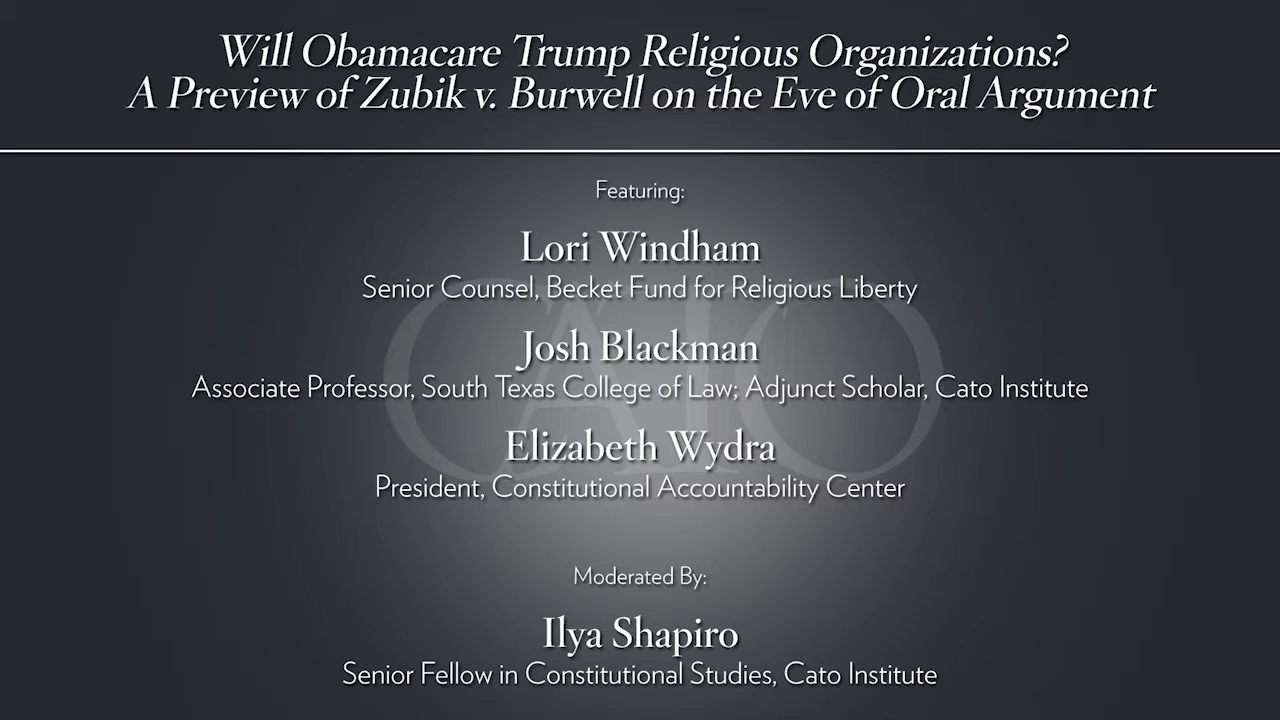 Will Obamacare Trump Religious Organizations?
A Preview of Zubik v. Burwell on the Eve of Oral Argument
Featuring:
Lori Windham
Senior Counsel, Becket Fund for Religious Liberty
Josh Blackman
Associate Professor, South Texas College of Law; Adjunct Scholar, Cato Institute
Elizabeth Wydra
President, Constitutional Accountability Center
Moderated By:
Ilya Shapiro
Senior Fellow in Constitutional Studies, Cato Institute
CATO